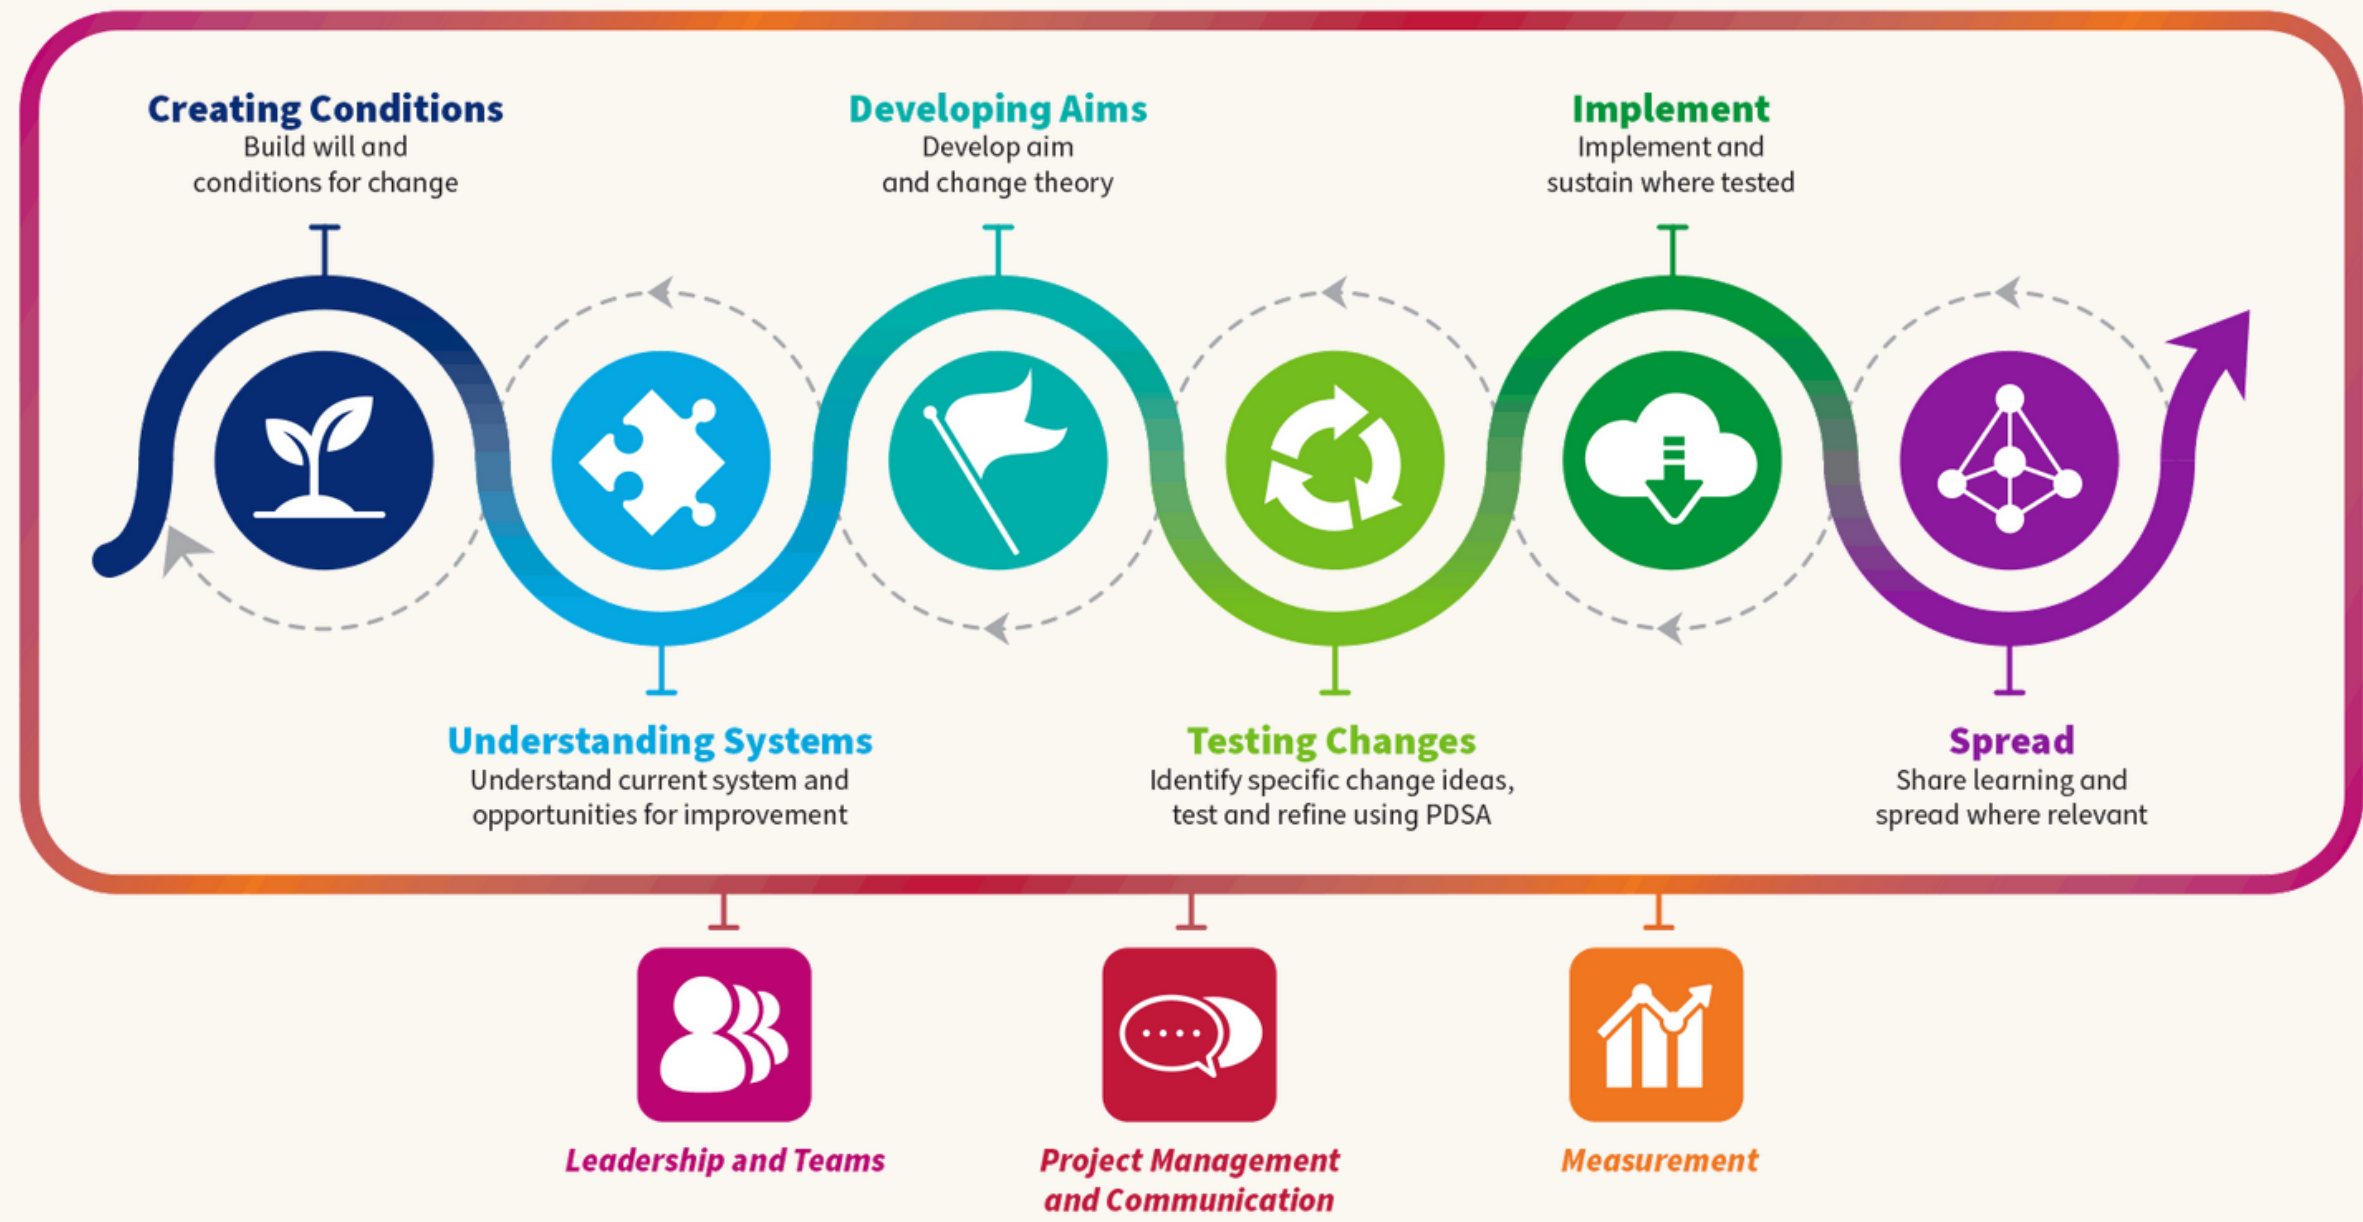 Creating Conditions
Build will and
conditions for change
Developing Aims
Develop aim
and change theory
Implement
Implement and
sustain where tested
Understanding Systems
Understand current system and
opportunities for improvement
Testing Changes
Identify specific change ideas,
test and refine using PDSA
Spread
Share learning and
spread where relevant
Leadership and Teams
Project Management
and Communication
Measurement